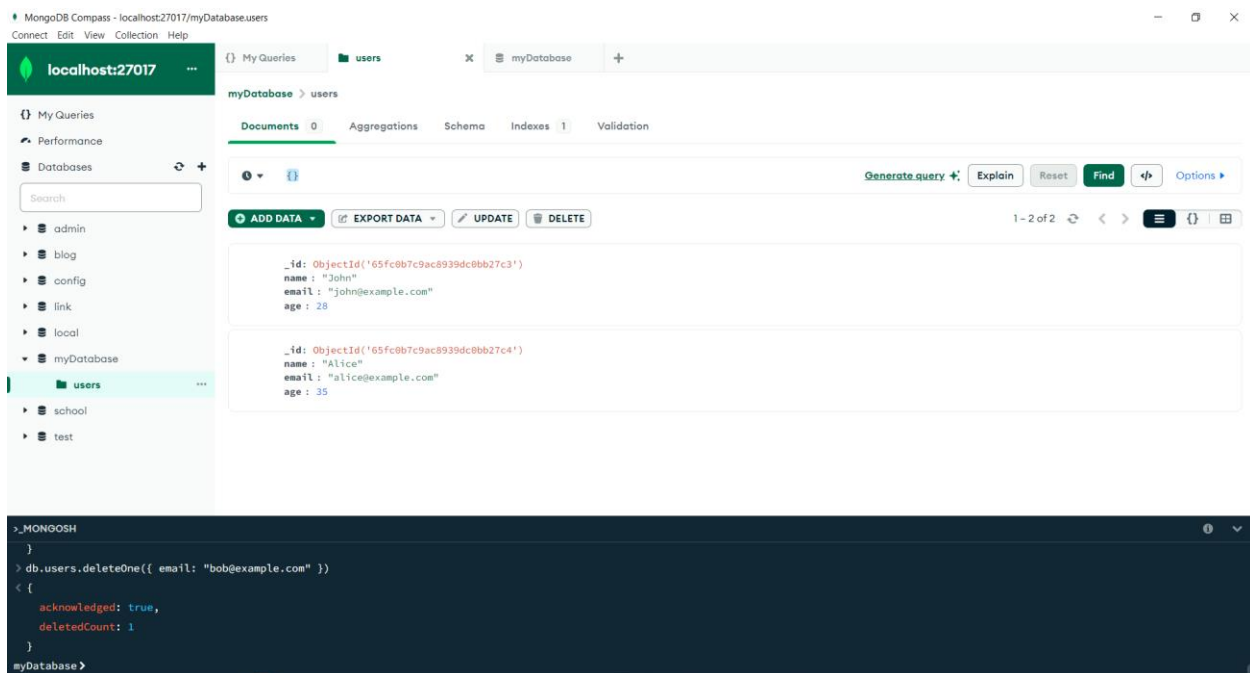 MongoDB Compass - localhost:27017/myDatabase.users
Connect Edit View Collection Help
localhost:27017 ...
{} My Queries
users
myDatabase
myDatabase > users
{} My Queries
Performance
Databases
Search
admin
blog
config
link
local
myDatabase
users ...
school
test
Documents 0 Aggregations Schema Indexes 1 Validation
{}
Generate query Explain Reset Find </> Options
ADD DATA EXPORT DATA UPDATE DELETE
1 – 2 of 2 < > {}
_id: ObjectId('65fc0b7c9ac8939dc0bb27c3')
name : "John"
email : "john@example.com"
age : 28
_id: ObjectId('65fc0b7c9ac8939dc0bb27c4')
name : "Alice"
email : "alice@example.com"
age : 35
>_MONGOSH
}
> db.users.deleteOne({ email: "bob@example.com" })
< {
acknowledged: true,
deletedCount: 1
}
myDatabase>